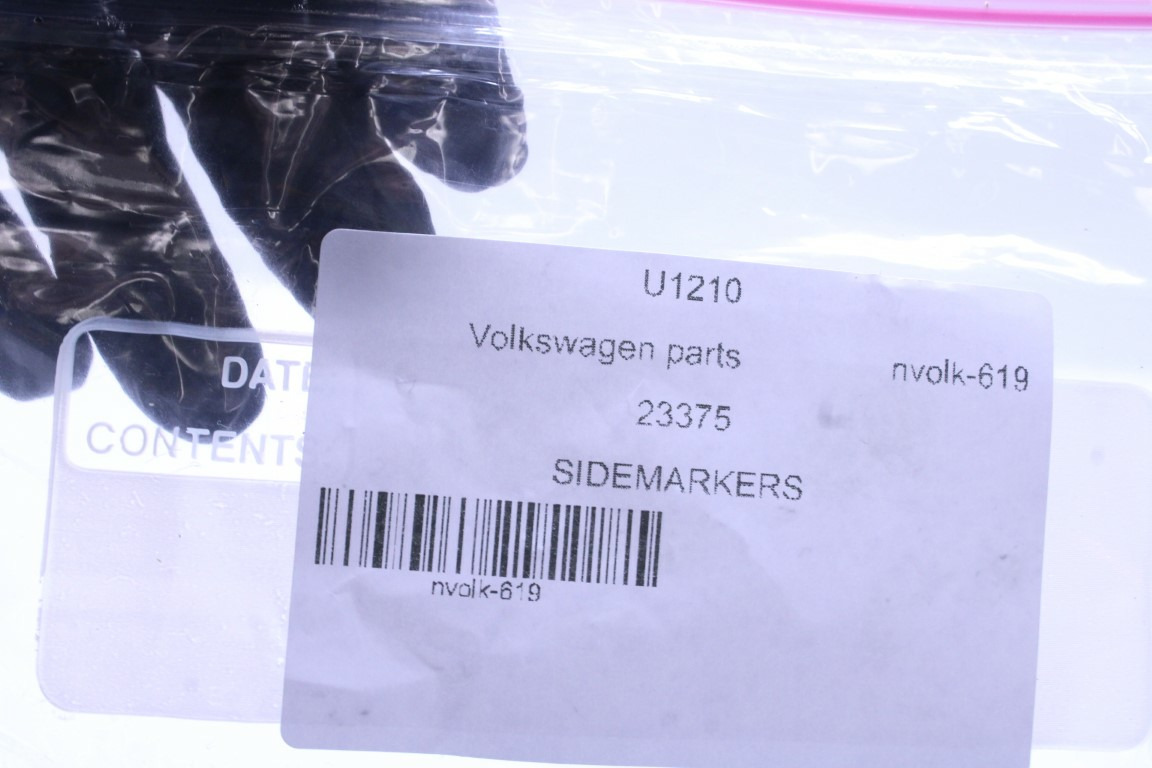 U1210
Volkswagen parts
nvolk-619
23375
SIDEMARKERS
nvolk-619
DATE
CONTENTS